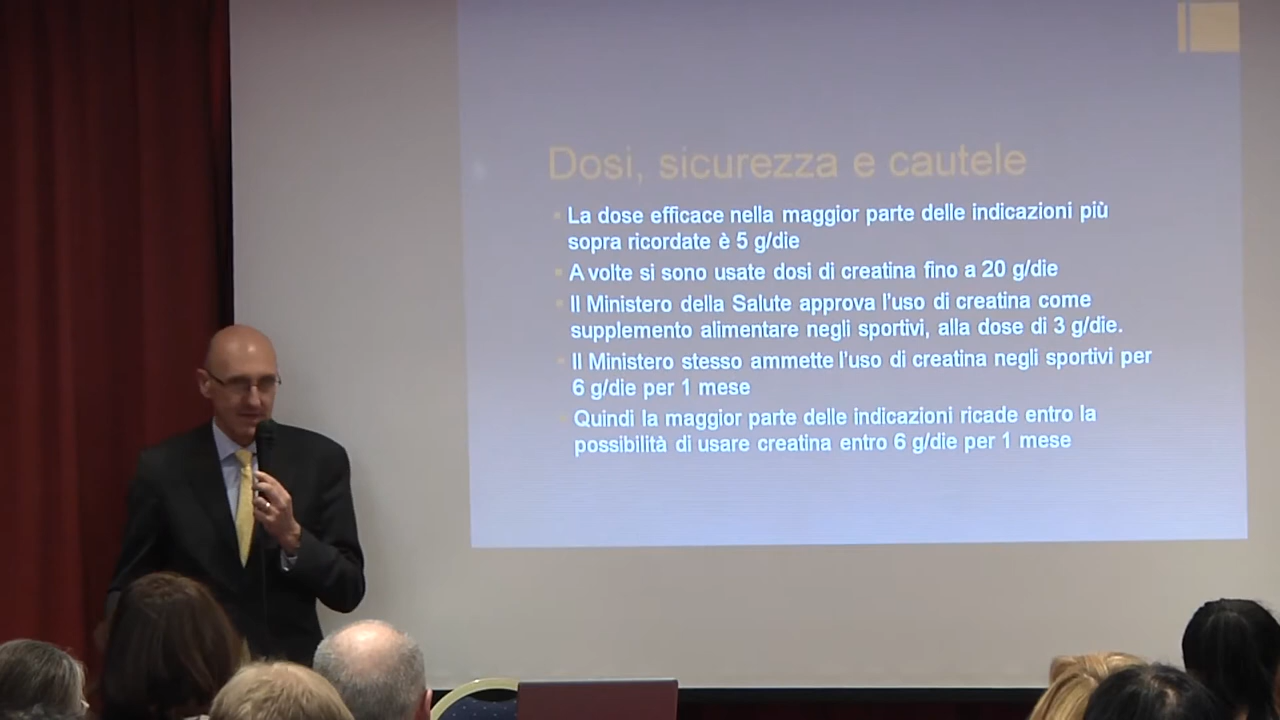 Dosi, sicurezza e cautele
La dose efficace nella maggior parte delle indicazioni più
sopra ricordate è 5 g/die
A volte si sono usate dosi di creatina fino a 20 g/die
Il Ministero della Salute approva l'uso di creatina come
supplemento alimentare negli sportivi, alla dose di 3 g/die.
Il Ministero stesso ammette l'uso di creatina negli sportivi per
6 g/die per 1 mese
Quindi la maggior parte delle indicazioni ricade entro la
possibilità di usare creatina entro 6 g/die per 1 mese